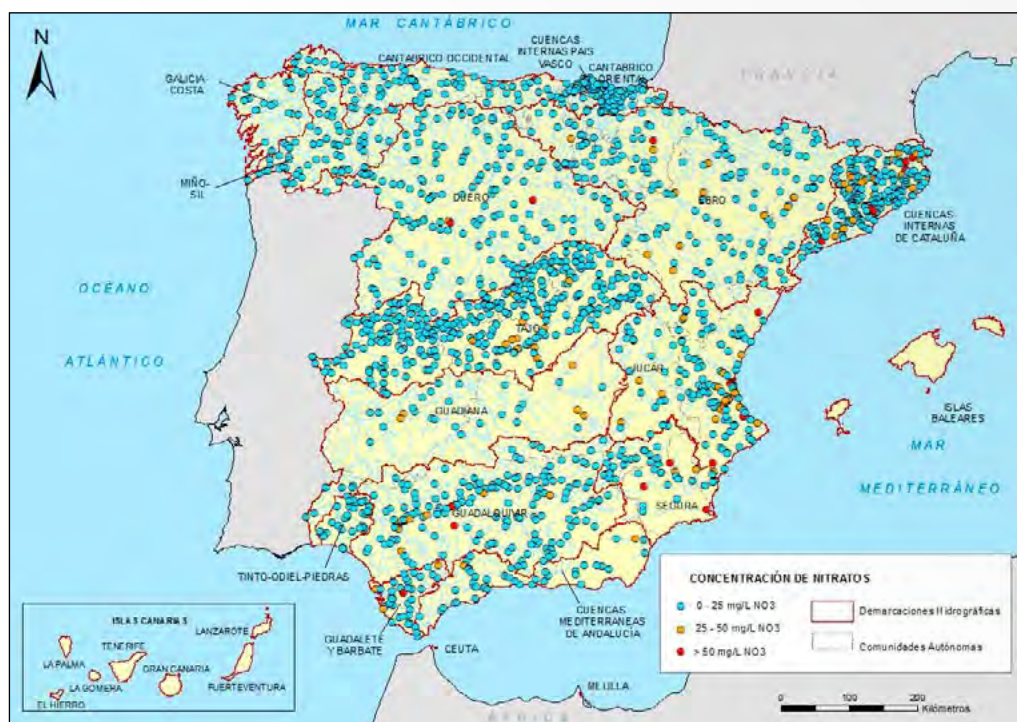 MAR CANTÁBRICO
N
CUENCAS
INTERNAS PAIS
VASCO
CANTABRICO OCCIDENTAL
CANTABRICO
ORIENTAL
FRANCIA
GALICIA
COSTA
MIÑO-
SIL
DUERO
EBRO
CUENCAS
INTERNAS
DE CATALUÑA
OCÉANO
ATLÁNTICO
TAJO
JUCAR
GUADIANA
ISLAS
BALEARES
MAR
MEDITERRÁNEO
SEGURA
GUADALQUIVIR
TINTO-ODIEL-PIEDRAS
CUENCAS
MEDITERRANEAS
DE ANDALUCÍA
GUADALETE
Y BARBATE
CEUTA
MELILLA
AFRICA
ISLAS CANARIAS
LANZAROTE
LA PALMA
TENERIFE
GRAN CANARIA
LA GOMERA
FUERTEVENTURA
EL HIERRO
CONCENTRACIÓN DE NITRATOS
0 - 25 mg/L NO3
25 - 50 mg/L NO3
> 50 mg/L NO3
Demarcaciones Hidrográficas
Comunidades Autónomas
0 100 200
Kilómetros